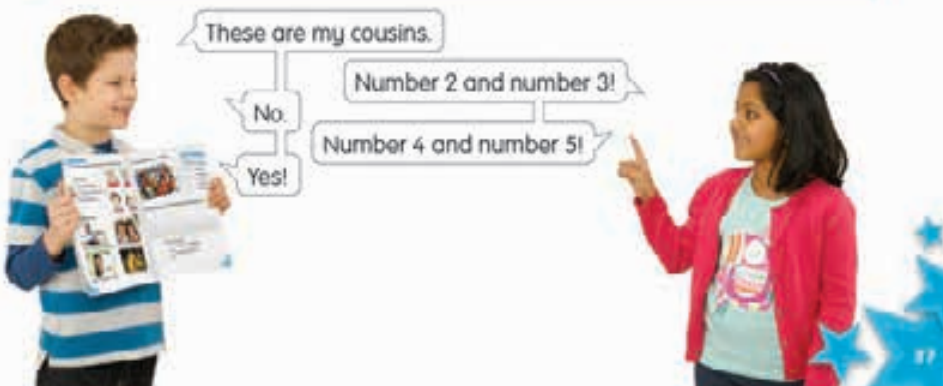 These are my cousins.
Number 2 and number 3!
No.
Number 4 and number 5!
Yes!